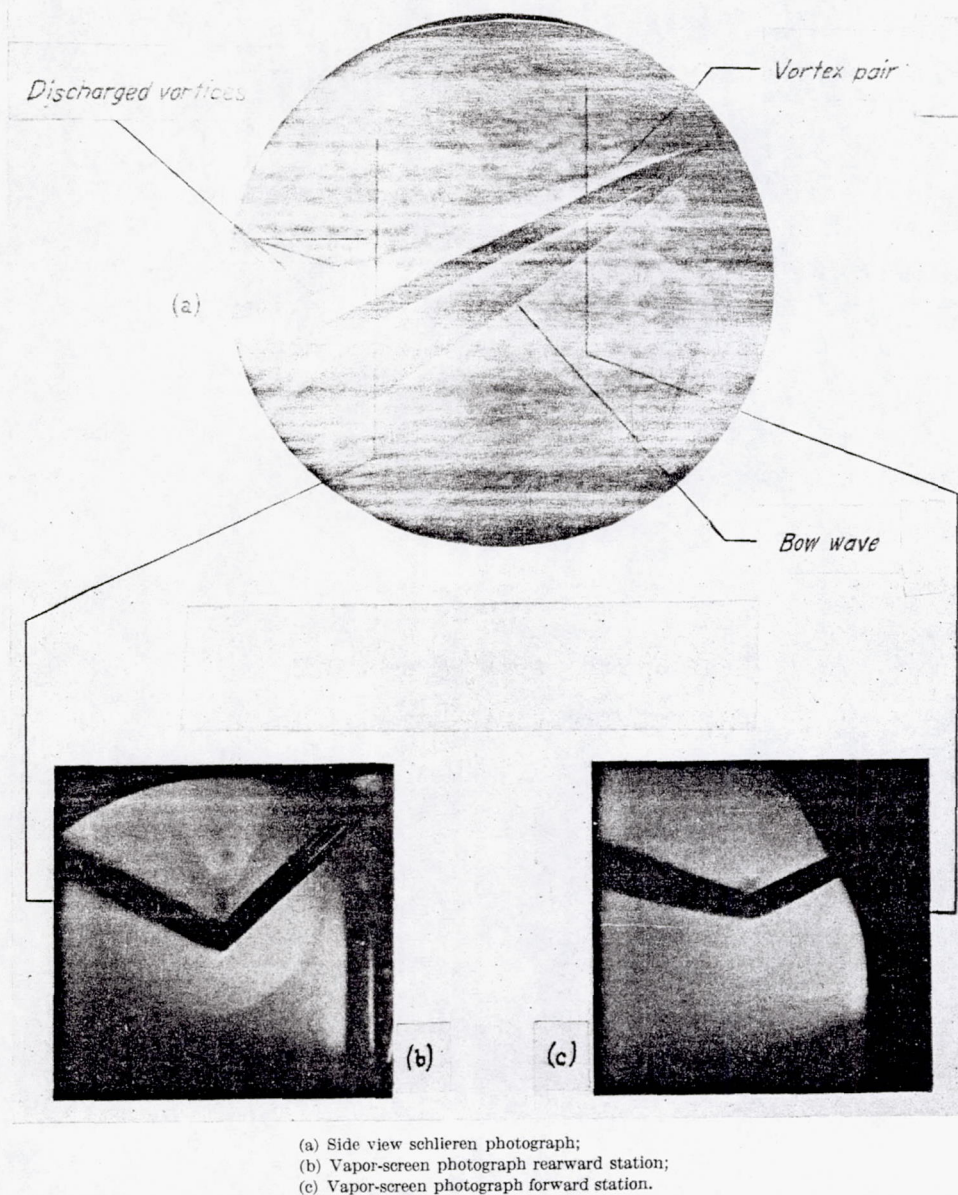 Discharged vortices
Vortex pair
(a)
Bow wave
(b)
(c)
(a) Side view schlieren photograph;
(b) Vapor-screen photograph rearward station;
(c) Vapor-screen photograph forward station.